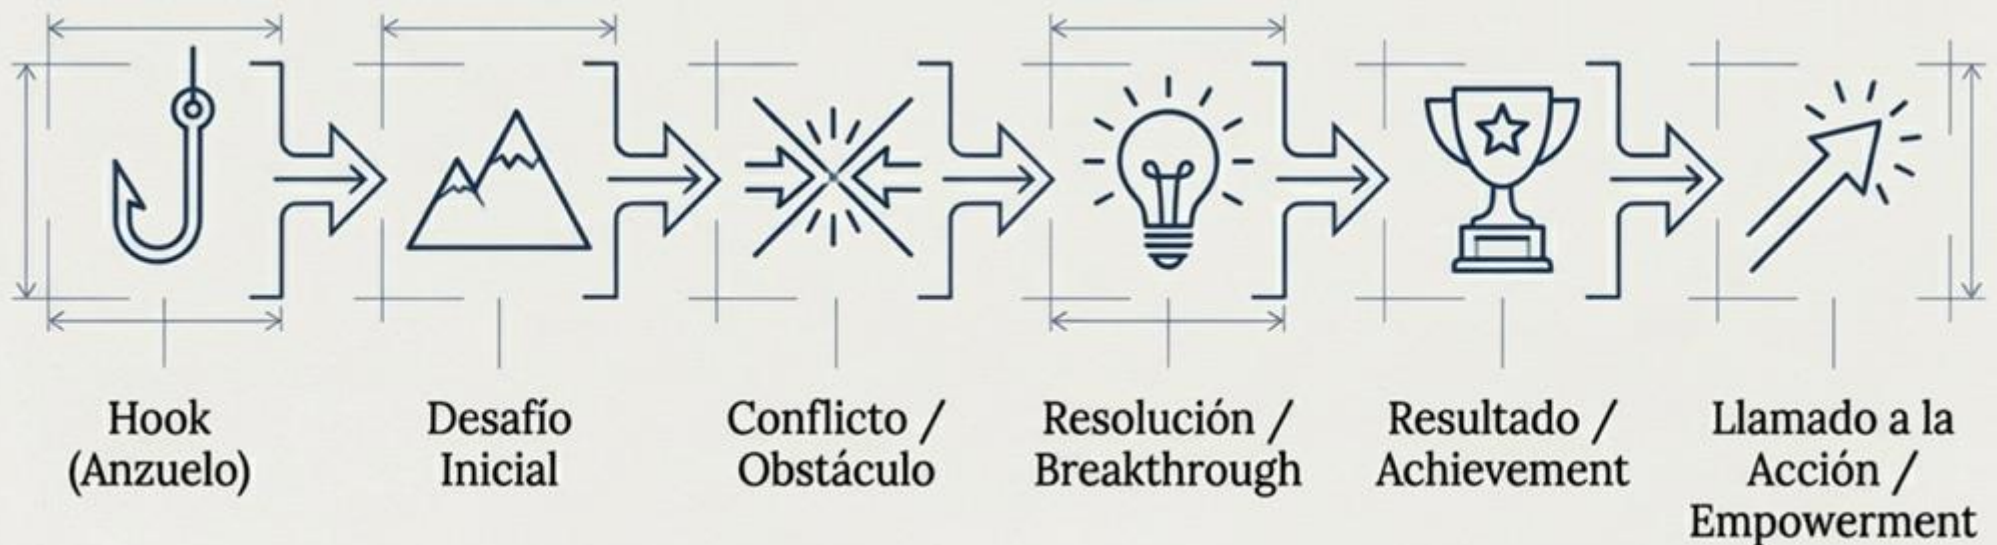 Hook
(Anzuelo)
Desafío
Inicial
Conflicto /
Obstáculo
Resolución /
Breakthrough
Resultado /
Achievement
Llamado a la
Acción /
Empowerment